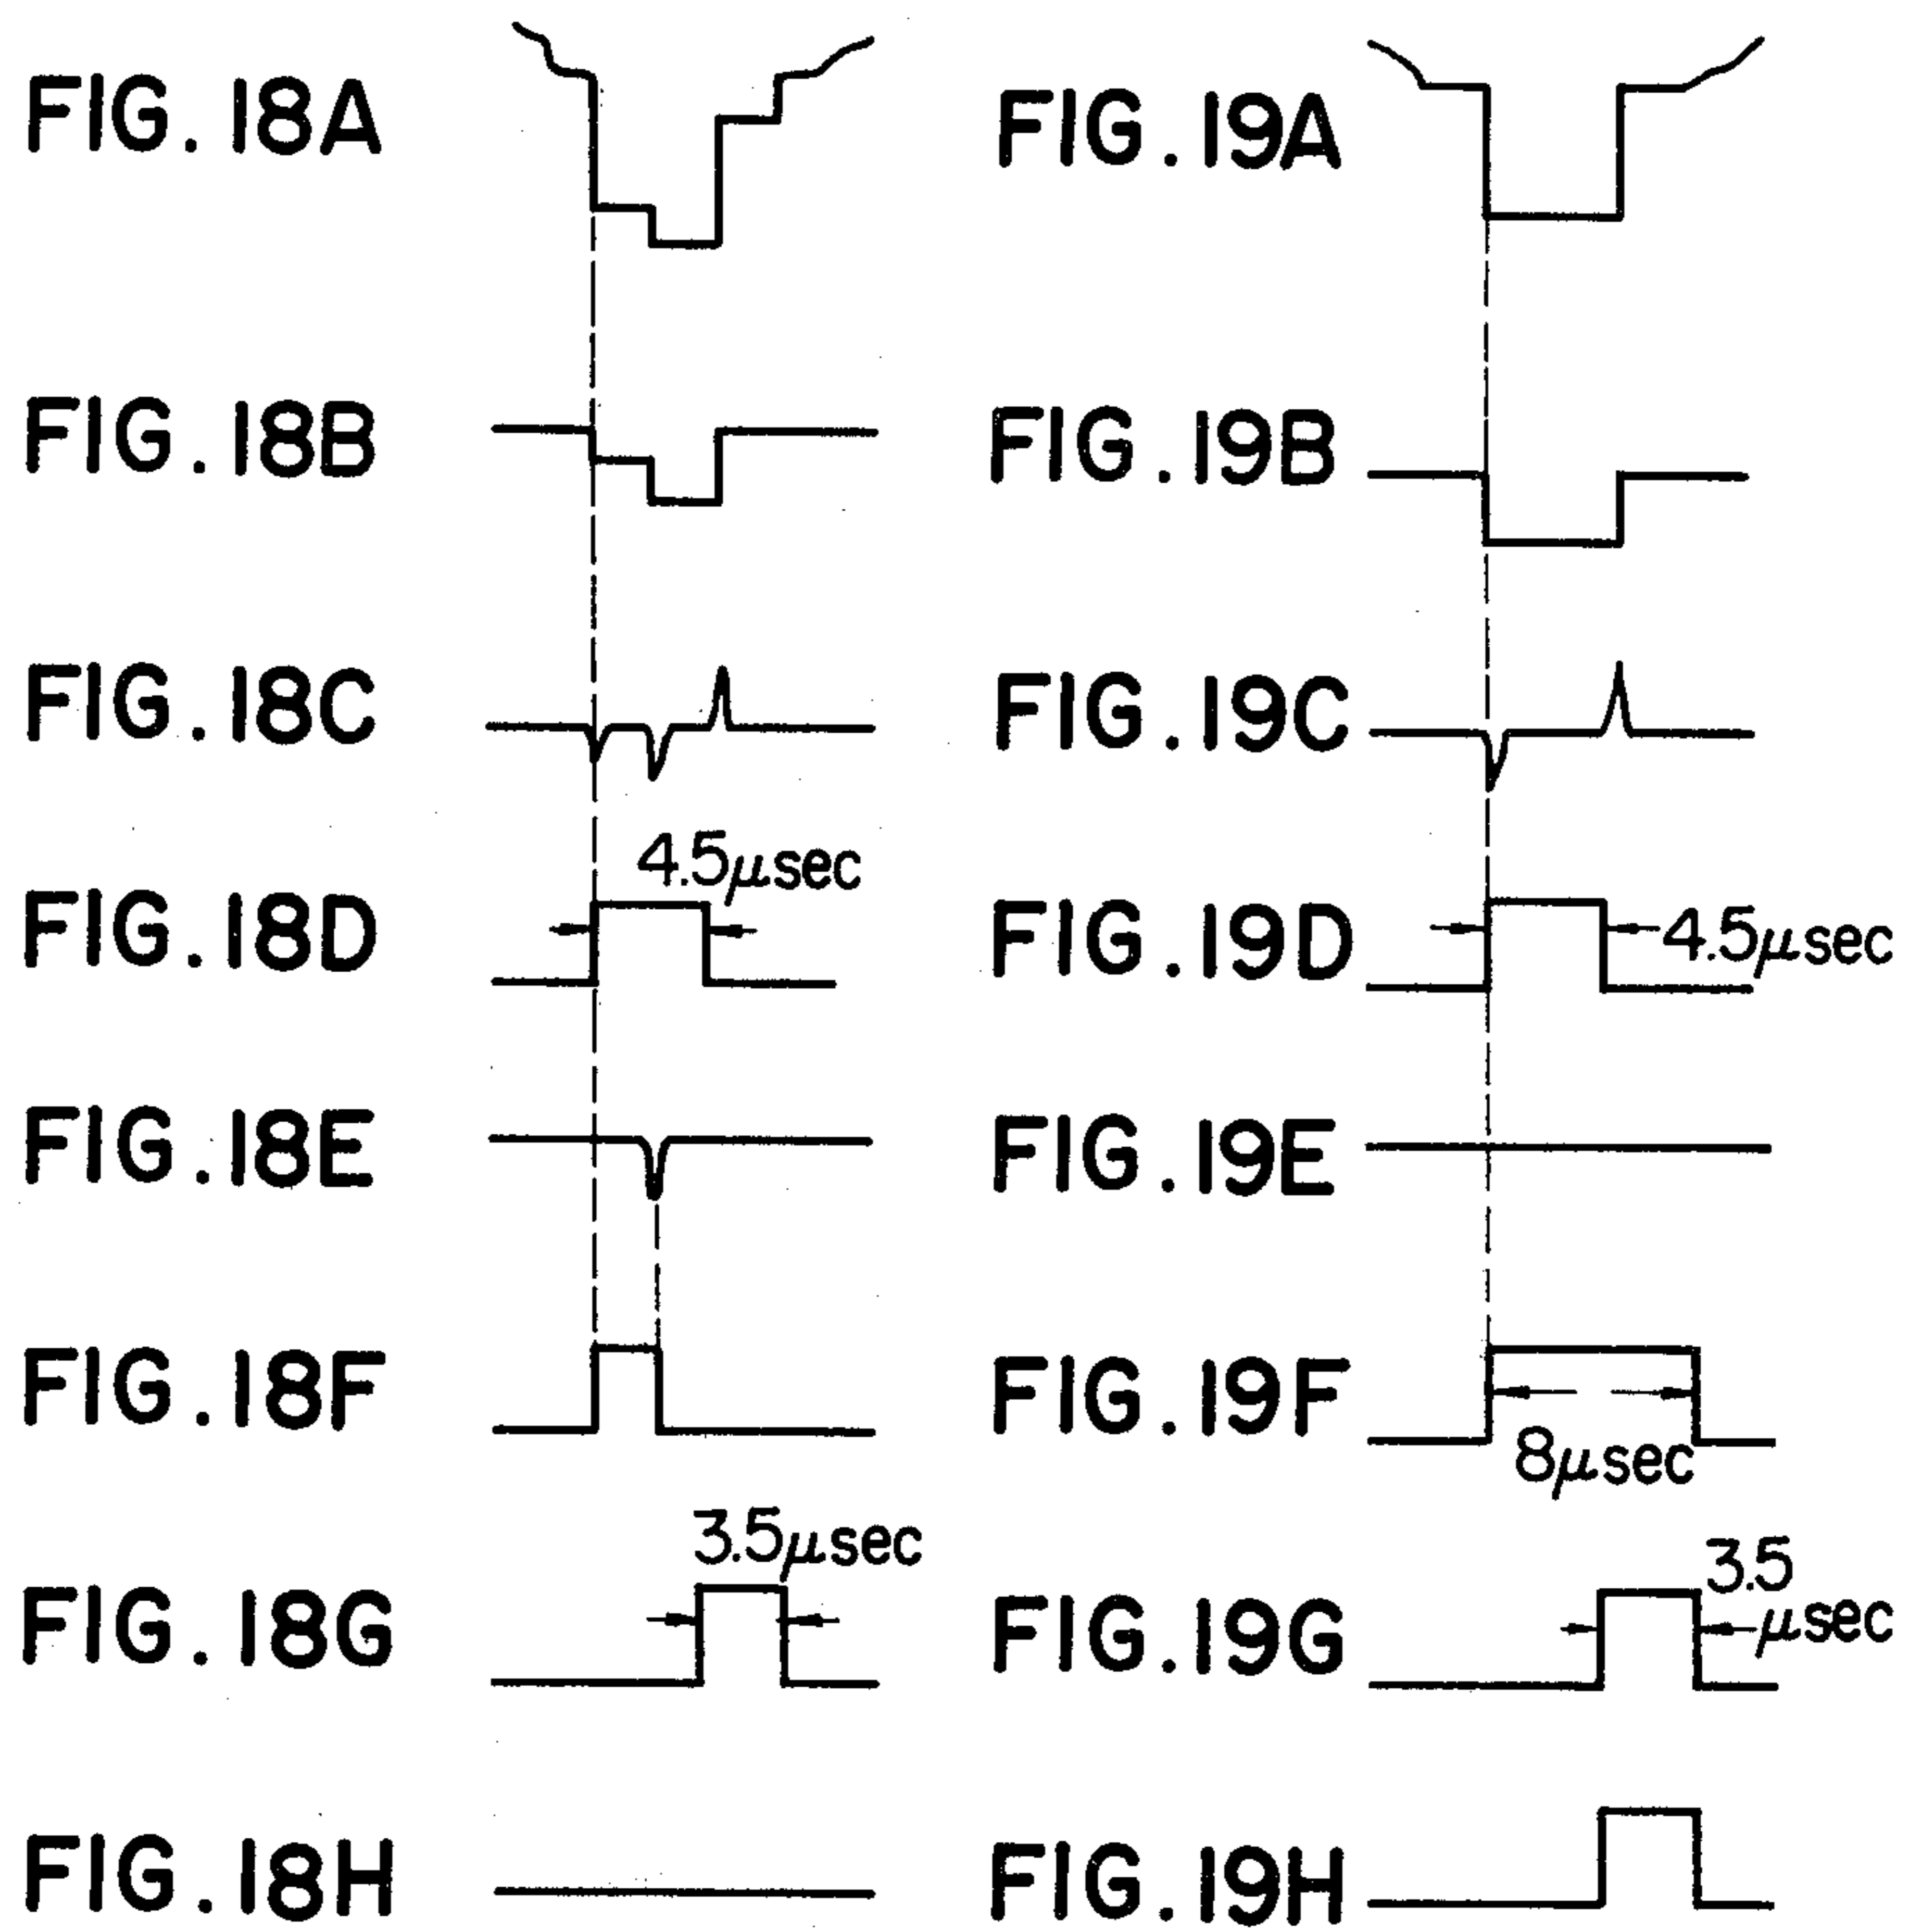 FIG. 18A
FIG. 19A
FIG. 18B
FIG. 19B
FIG. 18C
FIG. 19C
4.5μsec
FIG. 18D
FIG. 19D
4.5μsec
FIG. 18E
FIG. 19E
FIG. 18F
FIG. 19F
8μsec
3.5μsec
FIG. 18G
FIG. 19G
3.5
μsec
FIG. 18H
FIG. 19H